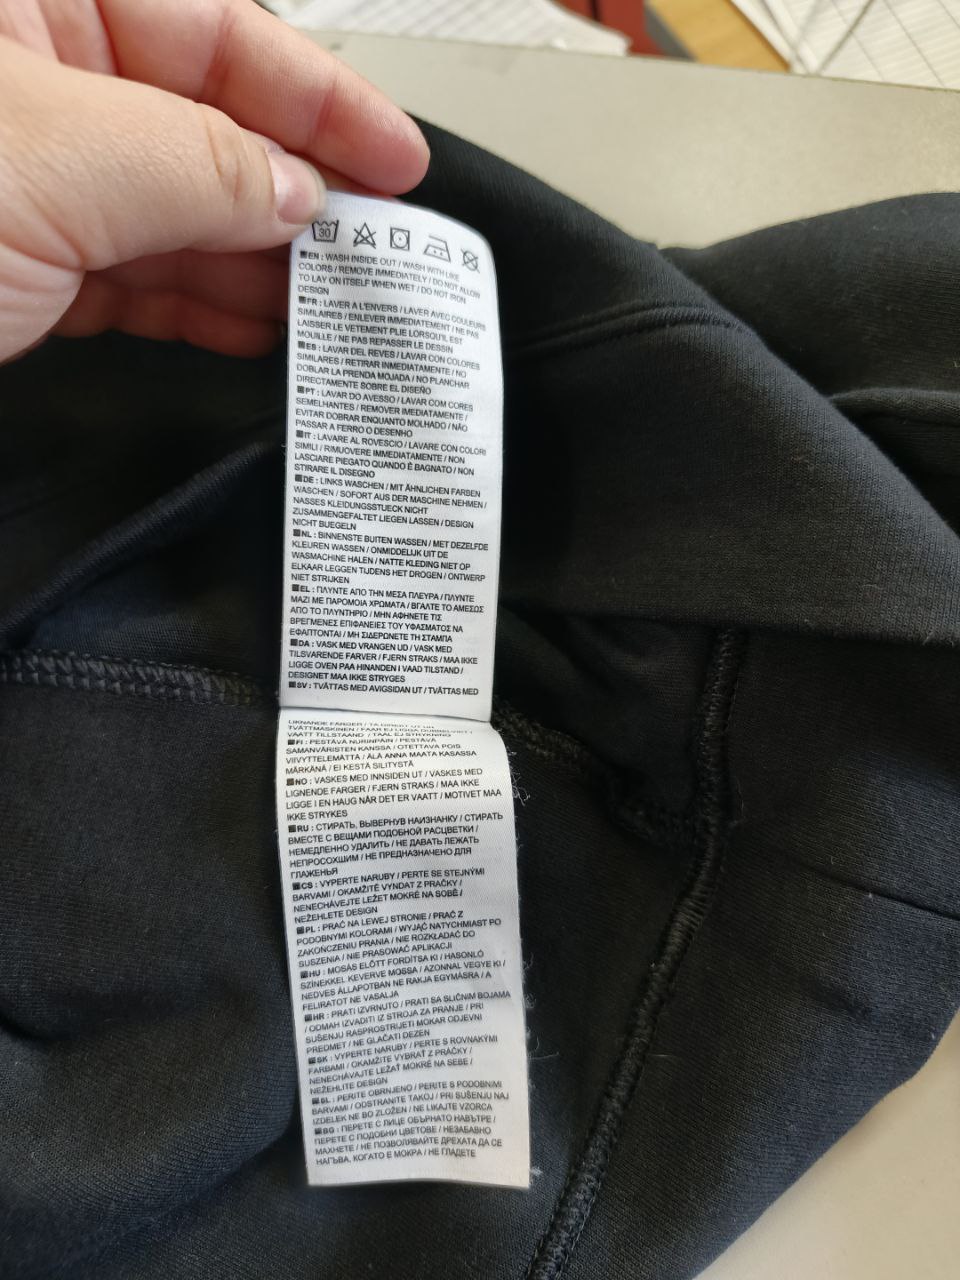 30
EN : WASH INSIDE OUT / WASH WITH LIKE
COLORS / REMOVE IMMEDIATELY / DO NOT ALLOW
TO LAY ON ITSELF WHEN WET / DO NOT IRON
DESIGN
FR : LAVER A L'ENVERS / LAVER AVEC COULEURS
SIMILAIRES / ENLEVER IMMEDIATEMENT / NE PAS
LAISSER LE VETEMENT PLIE LORSQU'IL EST
MOUILLE / NE PAS REPASSER LE DESSIN
ES : LAVAR DEL REVES / LAVAR CON COLORES
SIMILARES / RETIRAR INMEDIATAMENTE / NO
DOBLAR LA PRENDA MOJADA / NO PLANCHAR
DIRECTAMENTE SOBRE EL DISEÑO
PT : LAVAR DO AVESSO / LAVAR COM CORES
SEMELHANTES / REMOVER IMEDIATAMENTE /
EVITAR DOBRAR ENQUANTO MOLHADO / NÃO
PASSAR A FERRO O DESENHO
IT : LAVARE AL ROVESCIO / LAVARE CON COLORI
SIMILI / RIMUOVERE IMMEDIATAMENTE / NON
LASCIARE PIEGATO QUANDO È BAGNATO / NON
STIRARE IL DISEGNO
DE : LINKS WASCHEN / MIT ÄHNLICHEN FARBEN
WASCHEN / SOFORT AUS DER MASCHINE NEHMEN /
NASSES KLEIDUNGSSTUECK NICHT
ZUSAMMENGEFALTET LIEGEN LASSEN / DESIGN
NICHT BUEGELN
NL : BINNENSTE BUITEN WASSEN / MET DEZELFDE
KLEUREN WASSEN / ONMIDDELIJK UIT DE
WASMACHINE HALEN / NATTE KLEDING NIET OP
ELKAAR LEGGEN TIJDENS HET DROGEN / ONTWERP
NIET STRIJKEN
EL : ΠΛΥΝΤΕ ΑΠΟ ΤΗΝ ΜΕΣΑ ΠΛΕΥΡΑ / ΠΛΥΝΤΕ
ΜΑΖΙ ΜΕ ΠΑΡΟΜΟΙΑ ΧΡΩΜΑΤΑ / ΒΓΑΛΤΕ ΤΟ ΑΜΕΣΩΣ
ΑΠΟ ΤΟ ΠΛΥΝΤΗΡΙΟ / ΜΗΝ ΑΦΗΝΕΤΕ ΤΙΣ
ΒΡΕΓΜΕΝΕΣ ΕΠΙΦΑΝΕΙΕΣ ΤΟΥ ΥΦΑΣΜΑΤΟΣ ΝΑ
ΕΦΑΠΤΟΝΤΑΙ / ΜΗ ΣΙΔΕΡΩΝΕΤΕ ΤΗ ΣΤΑΜΠΑ
DA : VASK MED VRANGEN UD / VASK MED
TILSVARENDE FARVER / FJERN STRAKS / MAA IKKE
LIGGE OVEN PAA HINANDEN I VAAD TILSTAND /
DESIGNET MAA IKKE STRYGES
SV : TVÄTTAS MED AVIGSIDAN UT / TVÄTTAS MED
LIKNANDE FÄRGER / TA DIREKT UT UR
TVÄTTMASKINEN / FAAR EJ LIGGA DUBBELVIKT I
VAATT TILLSTAAND / TAAL EJ STRYKNING
FI : PESTÄVÄ NURINPÄIN / PESTÄVÄ
SAMANVÄRISTEN KANSSA / OTETTAVA POIS
VIIVYTTELEMÄTTÄ / ÄLÄ ANNA MAATA KASASSA
MÄRKÄNÄ / EI KESTÄ SILITYSTÄ
NO : VASKES MED INNSIDEN UT / VASKES MED
LIGNENDE FARGER / FJERN STRAKS / MAA IKKE
LIGGE I EN HAUG NÅR DET ER VAATT / MOTIVET MAA
IKKE STRYKES
RU : СТИРАТЬ, ВЫВЕРНУВ НАИЗНАНКУ / СТИРАТЬ
ВМЕСТЕ С ВЕЩАМИ ПОДОБНОЙ РАСЦВЕТКИ /
НЕМЕДЛЕННО УДАЛИТЬ / НЕ ДАВАТЬ ЛЕЖАТЬ
НЕПРОСОХШИМ / НЕ ПРЕДНАЗНАЧЕНО ДЛЯ
ГЛАЖЕНЬЯ
CS : VYPERTE NARUBY / PERTE SE STEJNÝMI
BARVAMI / OKAMŽITĚ VYNDAT Z PRAČKY /
NENECHÁVEJTE LEŽET MOKRÉ NA SOBĚ /
NEŽEHLETE DESIGN
PL : PRAĆ NA LEWEJ STRONIE / PRAĆ Z
PODOBNYMI KOLORAMI / WYJĄĆ NATYCHMIAST PO
ZAKOŃCZENIU PRANIA / NIE ROZKŁADAĆ DO
SUSZENIA / NIE PRASOWAĆ APLIKACJI
HU : MOSÁS ELŐTT FORDÍTSA KI / HASONLÓ
SZÍNEKKEL KEVERVE MOSSA / AZONNAL VEGYE KI /
NEDVES ÁLLAPOTBAN NE RAKJA EGYMÁSRA / A
FELIRATOT NE VASALJA
HR : PRATI IZVRNUTO / PRATI SA SLIČNIM BOJAMA
/ ODMAH IZVADITI IZ STROJA ZA PRANJE / PRI
SUŠENJU RASPROSTRIJETI MOKAR ODJEVNI
PREDMET / NE GLAČATI DEZEN
SK : VYPERTE NARUBY / PERTE S ROVNAKÝMI
FARBAMI / OKAMŽITE VYBRAŤ Z PRÁČKY /
NENECHÁVAJTE LEŽAŤ MOKRÉ NA SEBE /
NEŽEHLITE DESIGN
SL : PERITE OBRNJENO / PERITE S PODOBNIMI
BARVAMI / ODSTRANITE TAKOJ / PRI SUŠENJU NAJ
IZDELEK NE BO ZLOŽEN / NE LIKAJTE VZORCA
BG : ПЕРЕТЕ С ЛИЦЕ ОБЪРНАТО НАВЪТРЕ /
ПЕРЕТЕ С ПОДОБНИ ЦВЕТОВЕ / НЕЗАБАВНО
МАХНЕТЕ / НЕ ПОЗВОЛЯВАЙТЕ ДРЕХАТА ДА СЕ
НАГЪВА, КОГАТО Е МОКРА / НЕ ГЛАДЕТЕ